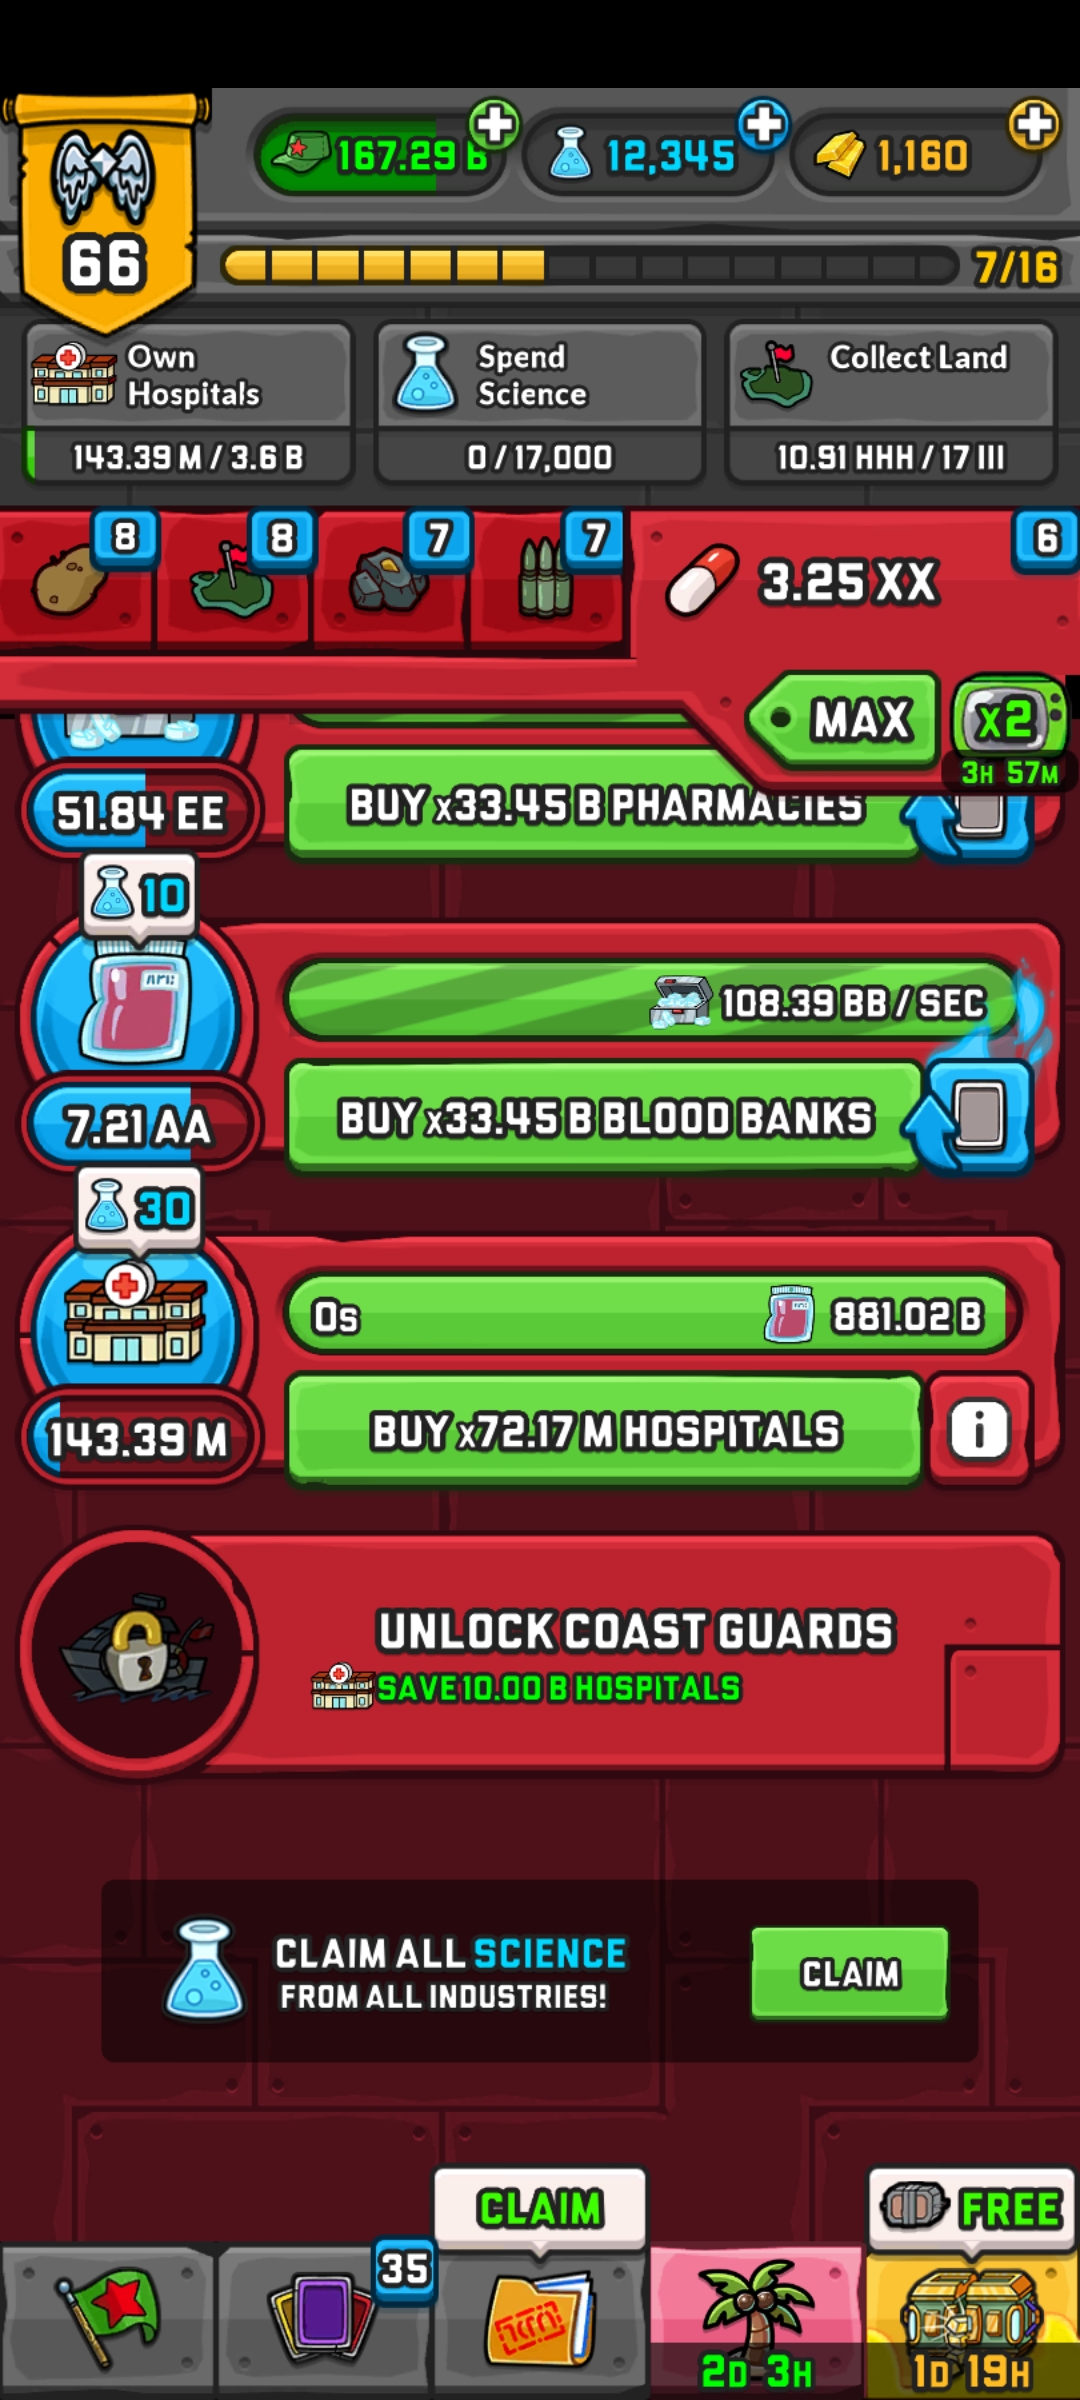 167.29 B
12,345
1,160
66
7/16
Own
Hospitals
143.39 M / 3.6 B
Spend
Science
0 / 17,000
Collect Land
10.91 HHH / 17 III
8
8
7
7
6
3.25 XX
MAX
x2
3H 57M
51.84 EE
BUY x33.45 B PHARMACIES
10
108.39 BB / SEC
7.21 AA
BUY x33.45 B BLOOD BANKS
30
0s
881.02 B
143.39 M
BUY x72.17 M HOSPITALS
i
UNLOCK COAST GUARDS
SAVE 10.00 B HOSPITALS
CLAIM ALL SCIENCE
FROM ALL INDUSTRIES!
CLAIM
CLAIM
FREE
35
2D 3H
1D 19H